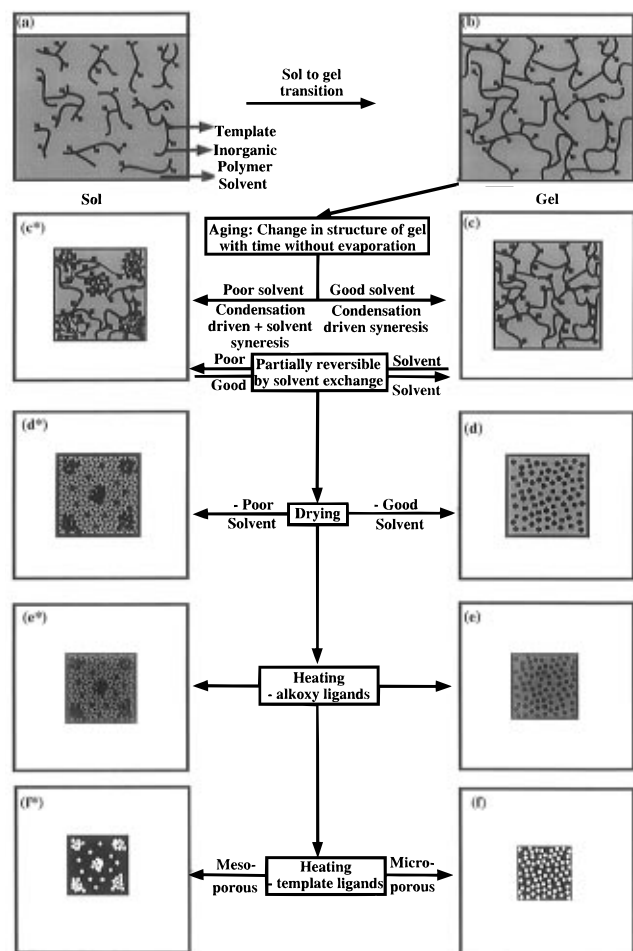 (a)
(b)
Sol to gel
transition
Template
Inorganic
Polymer
Solvent
Sol
Gel
(c*)
(c)
Aging: Change in structure of gel
with time without evaporation
Poor solvent
Good solvent
Condensation
driven + solvent
syneresis
Condensation
driven syneresis
Poor
Good
Partially reversible
by solvent exchange
Solvent
Solvent
(d*)
(d)
- Poor
Solvent
Drying
- Good
Solvent
(e*)
(e)
Heating
- alkoxy ligands
(f*)
(f)
Meso-
porous
Heating
- template ligands
Micro-
porous